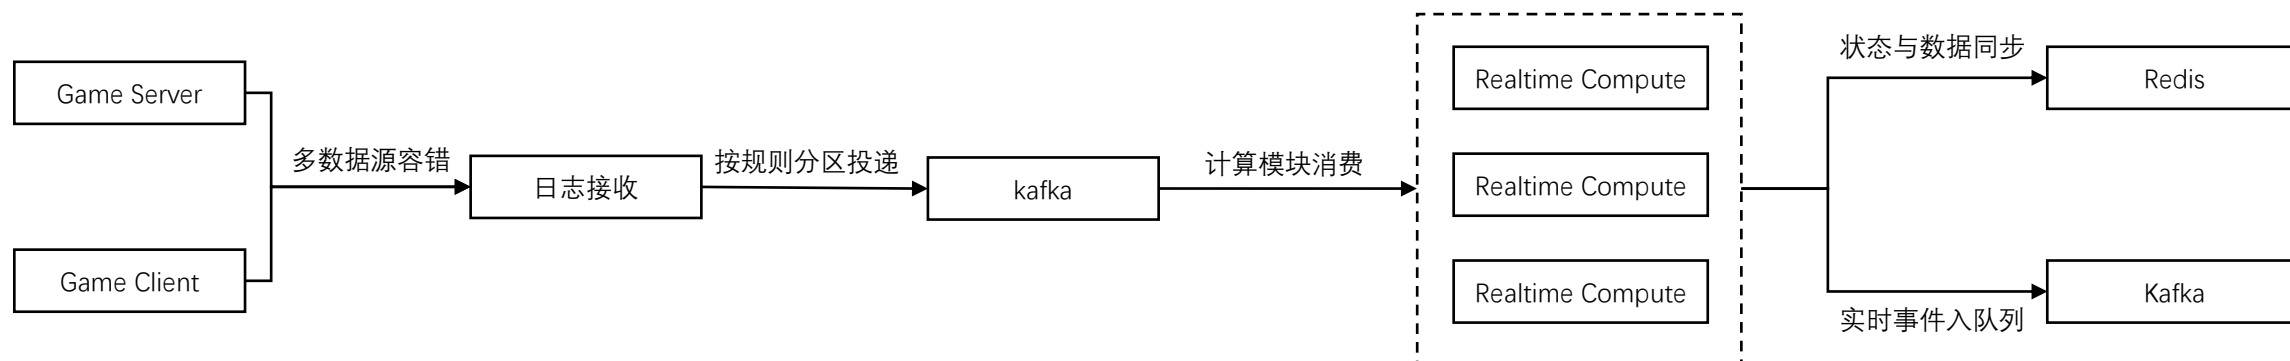 Game Server
Game Client
多数据源容错
日志接收
按规则分区投递
kafka
计算模块消费
Realtime Compute
Realtime Compute
Realtime Compute
状态与数据同步
Redis
实时事件入队列
Kafka